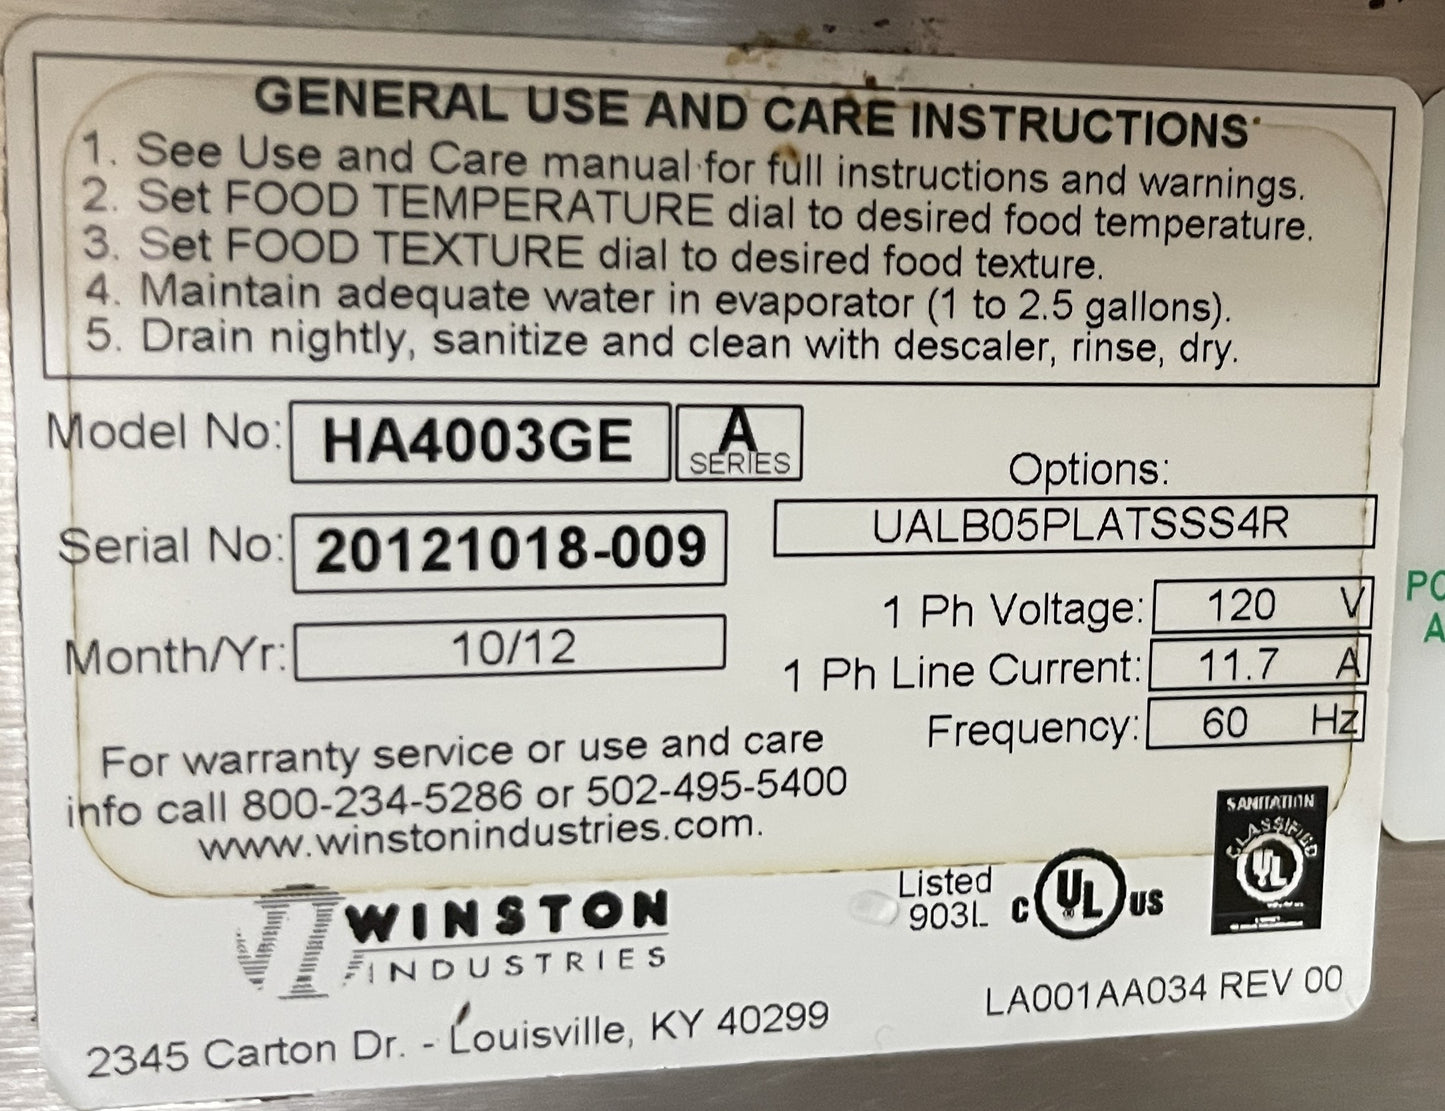 GENERAL USE AND CARE INSTRUCTIONS
1. See Use and Care manual for full instructions and warnings.
2. Set FOOD TEMPERATURE dial to desired food temperature.
3. Set FOOD TEXTURE dial to desired food texture.
4. Maintain adequate water in evaporator (1 to 2.5 gallons).
5. Drain nightly, sanitize and clean with descaler, rinse, dry.
Model No: HA4003GE A SERIES
Serial No: 20121018-009
Month/Yr: 10/12
Options:
UALB05PLATSSS4R
1 Ph Voltage: 120 V
1 Ph Line Current: 11.7 A
Frequency: 60 Hz
For warranty service or use and care
info call 800-234-5286 or 502-495-5400
www.winstonindustries.com.
WINSTON
INDUSTRIES
2345 Carton Dr. - Louisville, KY 40299
Listed
903L
C UL ® US
SANITATION
CLASSIFIED
UL
LA001AA034 REV 00